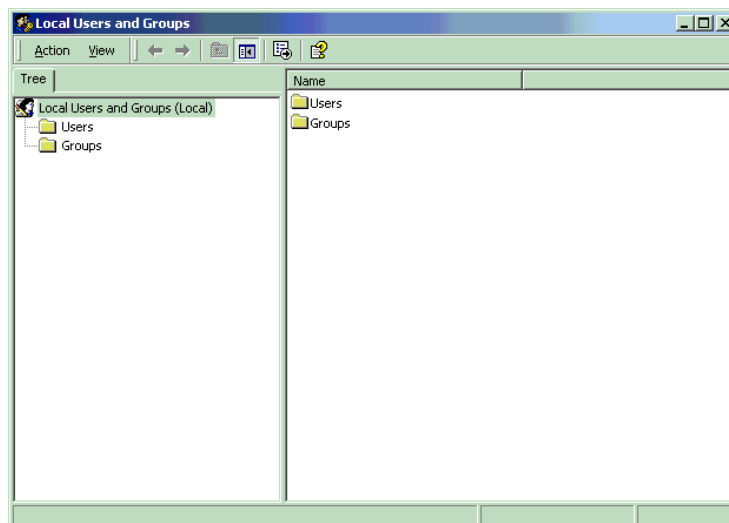 Local Users and Groups
Action View
Tree
Name
Local Users and Groups (Local)
Users
Groups
Users
Groups